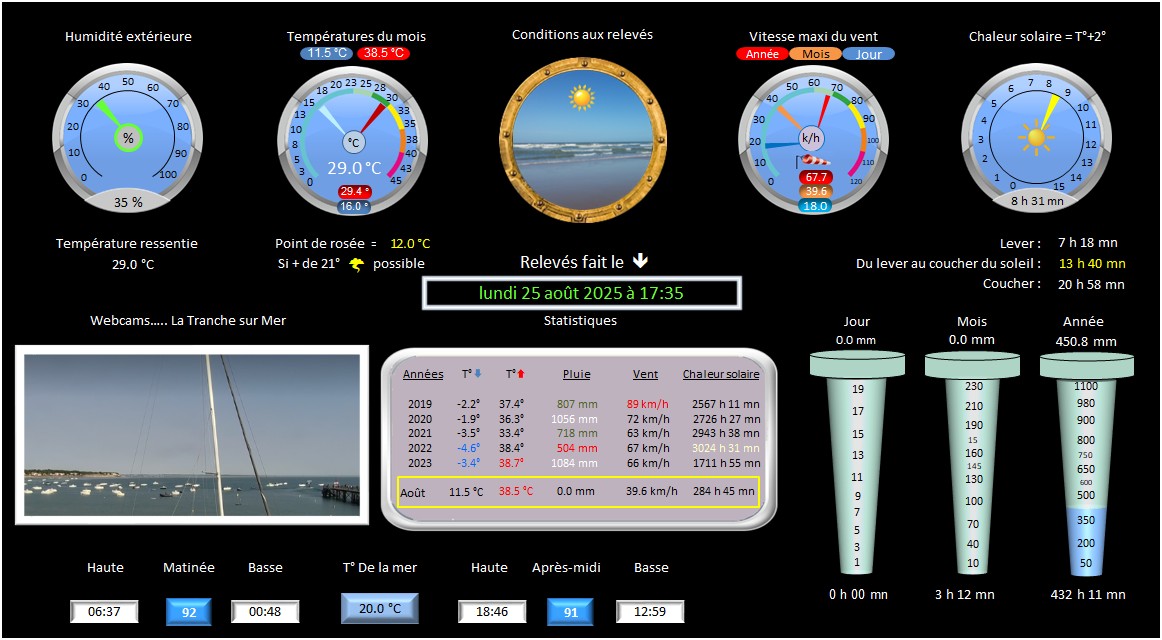 Humidité extérieure
Températures du mois
11.5 °C 38.5 °C
Conditions aux relevés
Vitesse maxi du vent
Année Mois Jour
Chaleur solaire = T°+2°
0 10 20 30 40 50 60 70 80 90 100
%
35 %
0 3 5 8 10 13 15 18 20 23 25 28 30 33 35 38 40 43 45
°C
29.0 °C
29.4 °
16.0 °
0 10 20 30 40 50 60 70 80 90 100 110 120
k/h
67.7
39.6
18.0
0 1 2 3 4 5 6 7 8 9 10 11 12 13 14 15
8 h 31 mn
Température ressentie
29.0 °C
Point de rosée = 12.0 °C
Si + de 21° possible
Relevés fait le
lundi 25 août 2025 à 17:35
Lever : 7 h 18 mn
Du lever au coucher du soleil : 13 h 40 mn
Coucher : 20 h 58 mn
Webcams..... La Tranche sur Mer
Statistiques
Années T° T° Pluie Vent Chaleur solaire
2019 -2.2° 37.4° 807 mm 89 km/h 2567 h 11 mn
2020 -1.9° 36.3° 1056 mm 72 km/h 2726 h 27 mn
2021 -3.5° 33.4° 718 mm 63 km/h 2943 h 38 mn
2022 -4.6° 38.4° 504 mm 67 km/h 3024 h 31 mn
2023 -3.4° 38.7° 1084 mm 66 km/h 1711 h 55 mn
Août 11.5 °C 38.5 °C 0.0 mm 39.6 km/h 284 h 45 mn
Jour
0.0 mm
19
17
15
13
11
9
7
5
3
1
0 h 00 mn
Mois
0.0 mm
230
210
190
15
160
145
130
100
70
40
10
3 h 12 mn
Année
450.8 mm
1100
980
900
800
750
650
600
500
350
200
50
432 h 11 mn
Haute Matinée Basse
06:37 92 00:48
T° De la mer
20.0 °C
Haute Après-midi Basse
18:46 91 12:59